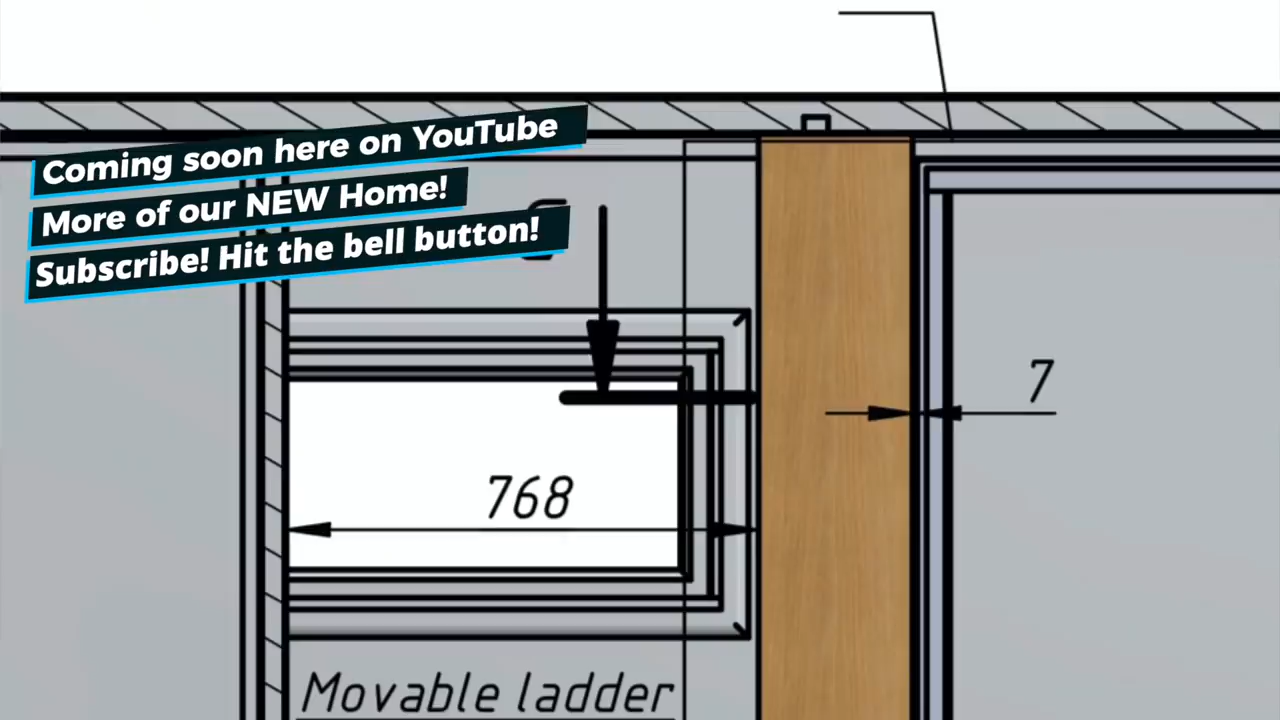 Coming soon here on YouTube
More of our NEW Home!
Subscribe! Hit the bell button!
7
768
Movable ladder